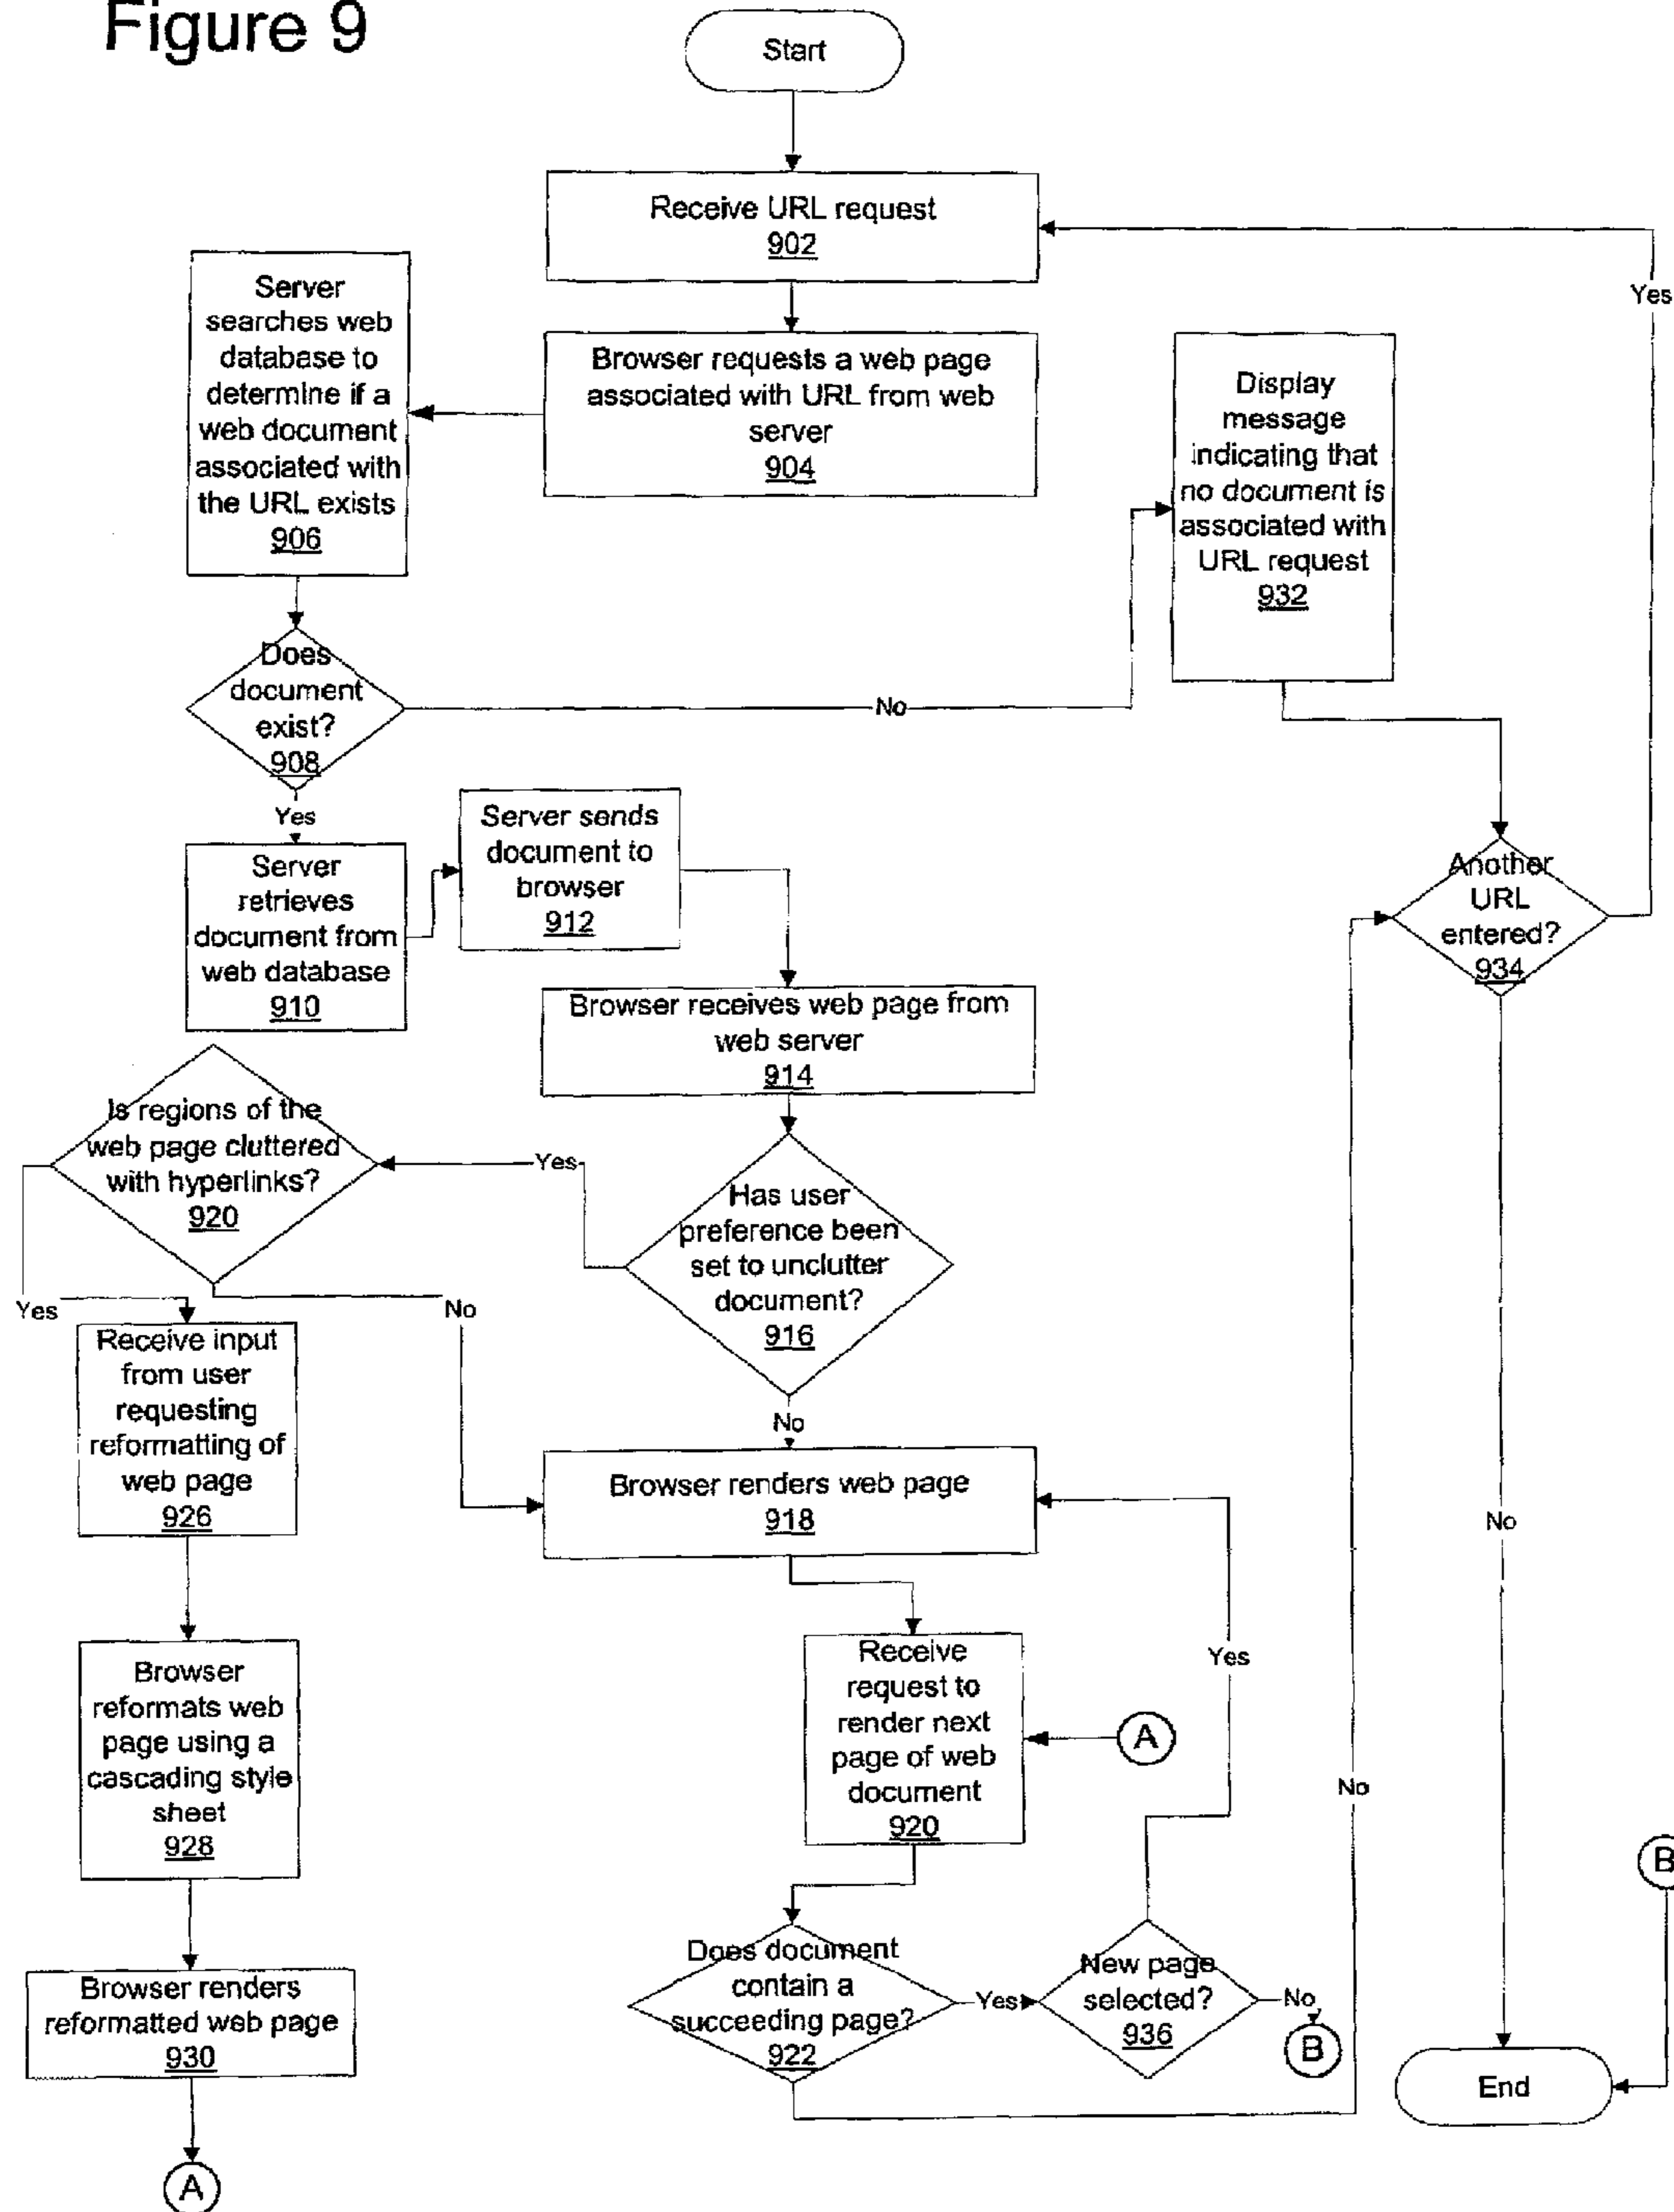 Figure 9
Start
Receive URL request
902
Browser requests a web page
associated with URL from web
server
904
Server
searches web
database to
determine if a
web document
associated with
the URL exists
906
Does
document
exist?
908
No
Display
message
indicating that
no document is
associated with
URL request
932
Yes
Yes
Server
retrieves
document from
web database
910
Server sends
document to
browser
912
Browser receives web page from
web server
914
Another
URL
entered?
934
Is regions of the
web page cluttered
with hyperlinks?
920
Yes
Has user
preference been
set to unclutter
document?
916
Yes
No
No
Receive input
from user
requesting
reformatting of
web page
926
Browser renders web page
918
No
Browser
reformats web
page using a
cascading style
sheet
928
Receive
request to
render next
page of web
document
920
A
Yes
No
B
Browser renders
reformatted web page
930
Does document
contain a
succeeding page?
922
Yes
New page
selected?
936
No
B
End
A